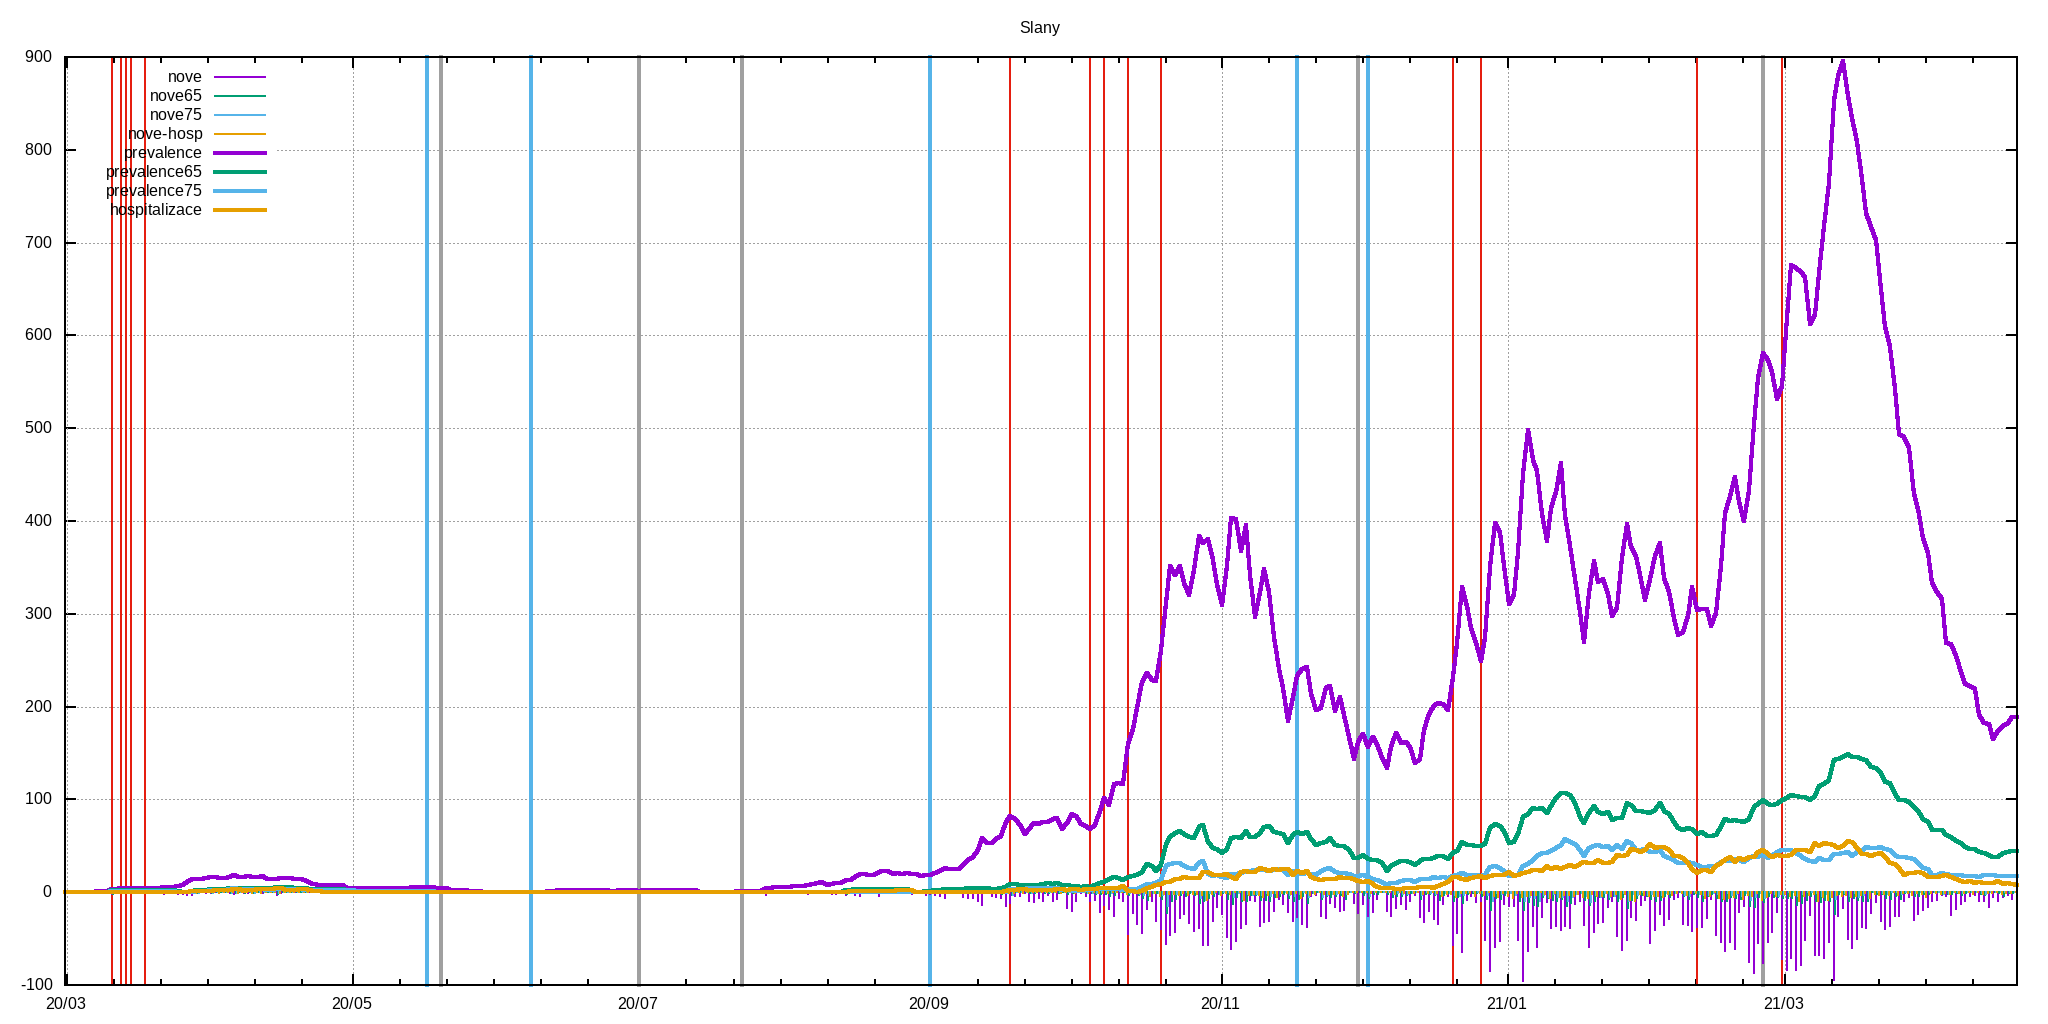 Slany
900
800
700
600
500
400
300
200
100
0
-100
nove
nove65
nove75
nove-hosp
prevalence
prevalence65
prevalence75
hospitalizace
20/03 20/05 20/07 20/09 20/11 21/01 21/03